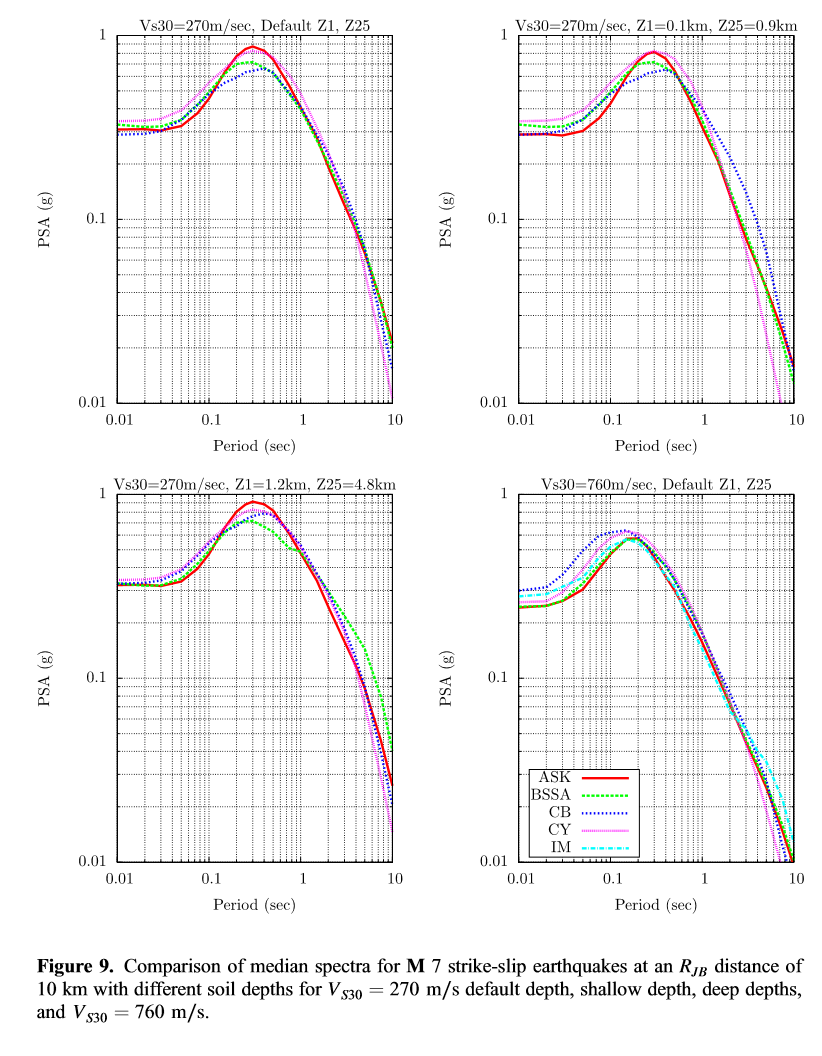 Vs30=270m/sec, Default Z1, Z25
1
0.1
0.01
PSA (g)
0.01 0.1 1 10
Period (sec)
Vs30=270m/sec, Z1=0.1km, Z25=0.9km
1
0.1
0.01
PSA (g)
0.01 0.1 1 10
Period (sec)
Vs30=270m/sec, Z1=1.2km, Z25=4.8km
1
0.1
0.01
PSA (g)
0.01 0.1 1 10
Period (sec)
Vs30=760m/sec, Default Z1, Z25
1
0.1
0.01
PSA (g)
ASK
BSSA
CB
CY
IM
0.01 0.1 1 10
Period (sec)
Figure 9. Comparison of median spectra for M 7 strike-slip earthquakes at an R_JB distance of
10 km with different soil depths for V_S30 = 270 m/s default depth, shallow depth, deep depths,
and V_S30 = 760 m/s.